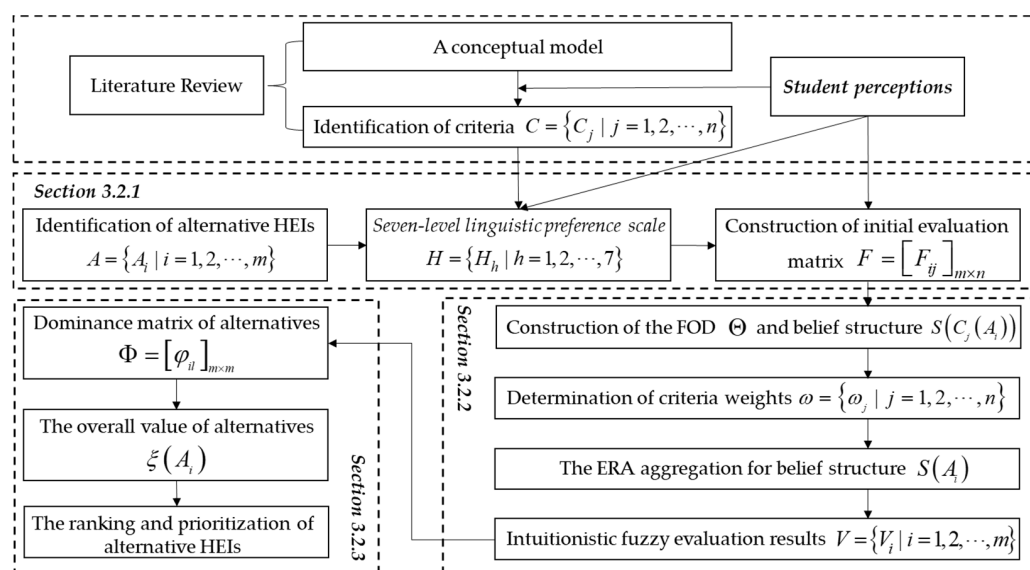 A conceptual model
Literature Review
Student perceptions
Identification of criteria C = {C_j | j = 1, 2, ⋯, n}
Section 3.2.1
Identification of alternative HEIs
A = {A_i | i = 1, 2, ⋯, m}
Seven-level linguistic preference scale
H = {H_h | h = 1, 2, ⋯, 7}
Construction of initial evaluation
matrix F = [F_ij]_m×n
Section 3.2.2
Construction of the FOD Θ and belief structure S(C_j(A_i))
Determination of criteria weights ω = {ω_j | j = 1, 2, ⋯, n}
The ERA aggregation for belief structure S(A_i)
Intuitionistic fuzzy evaluation results V = {V_i | i = 1, 2, ⋯, m}
Dominance matrix of alternatives
Φ = [φ_il]_m×m
The overall value of alternatives
ξ(A_i)
The ranking and prioritization of
alternative HEIs
Section 3.2.3